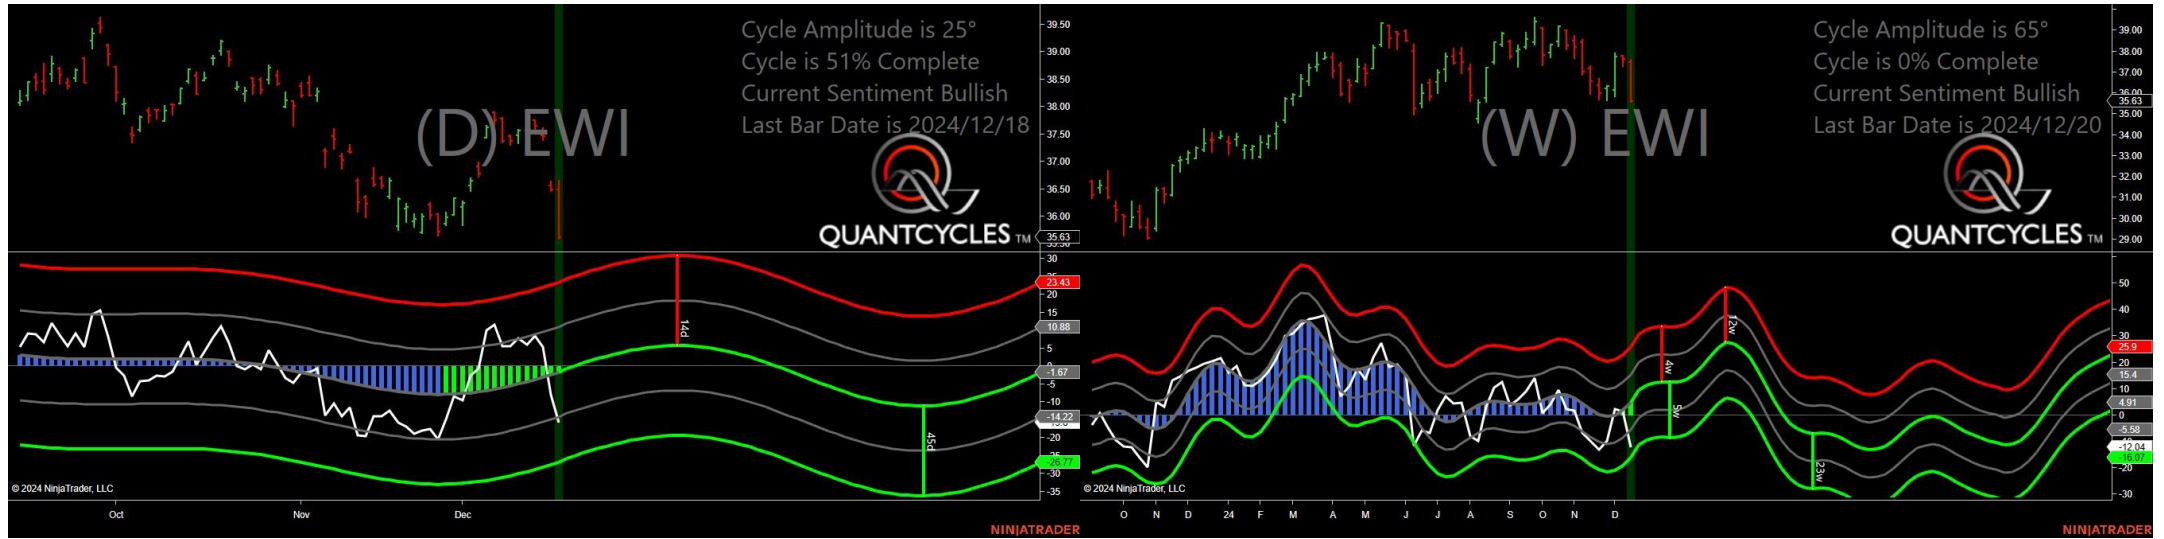 Cycle Amplitude is 25°
Cycle is 51% Complete
Current Sentiment Bullish
Last Bar Date is 2024/12/18
(D) EWI
QUANTCYCLES TM
39.50
39.00
38.50
38.00
37.50
37.00
36.50
36.00
35.63
30
23.43
20
15
10.88
5
-1.67
-5
-10
-14.22
-20
-26.77
-30
-35
14d
45d
© 2024 NinjaTrader, LLC
Oct Nov Dec
NINJATRADER
Cycle Amplitude is 65°
Cycle is 0% Complete
Current Sentiment Bullish
Last Bar Date is 2024/12/20
(W) EWI
QUANTCYCLES TM
39.00
38.00
37.00
36.00
35.63
35.00
34.00
33.00
32.00
31.00
30.00
29.00
50
40
30
25.9
20
15.4
10
4.91
0
-5.58
-12.04
-16.07
-20
-30
4w
5w
12w
23w
© 2024 NinjaTrader, LLC
O N D 24 F M A M J J A S O N D
NINJATRADER